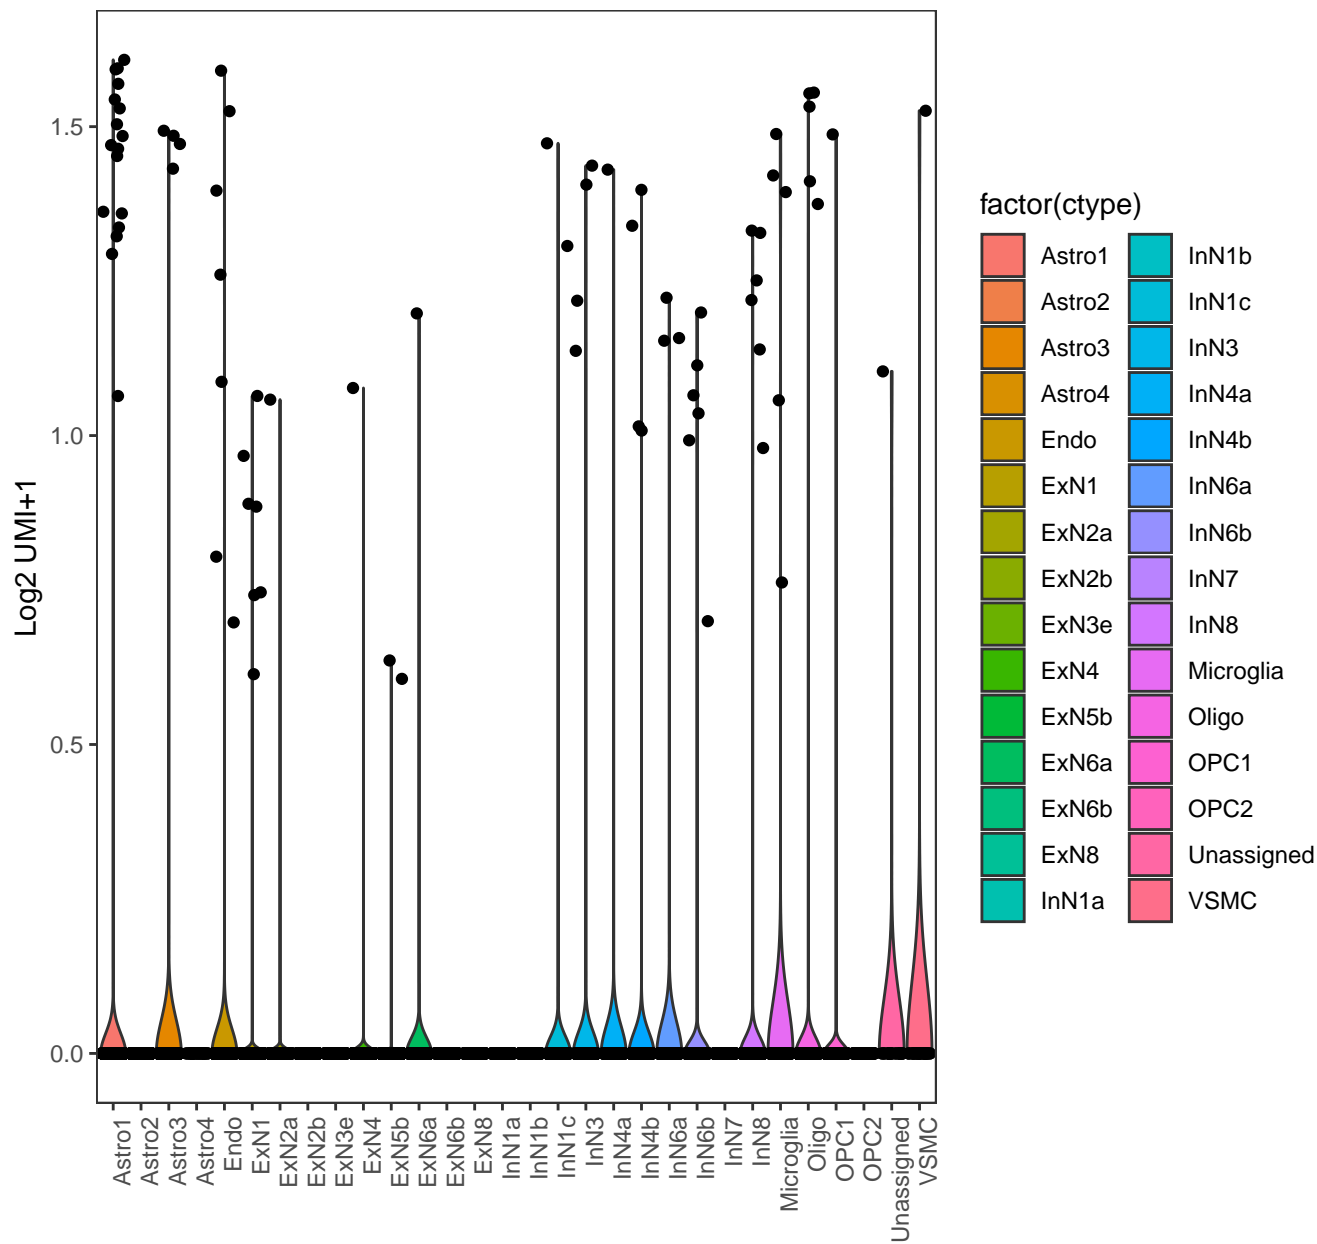 Log2 UMI+1
1.5
1.0
0.5
0.0
Astro1
Astro2
Astro3
Astro4
Endo
ExN1
ExN2a
ExN2b
ExN3e
ExN4
ExN5b
ExN6a
ExN6b
ExN8
InN1a
InN1b
InN1c
InN3
InN4a
InN4b
InN6a
InN6b
InN7
InN8
Microglia
Oligo
OPC1
OPC2
Unassigned
VSMC
factor(ctype)
Astro1
Astro2
Astro3
Astro4
Endo
ExN1
ExN2a
ExN2b
ExN3e
ExN4
ExN5b
ExN6a
ExN6b
ExN8
InN1a
InN1b
InN1c
InN3
InN4a
InN4b
InN6a
InN6b
InN7
InN8
Microglia
Oligo
OPC1
OPC2
Unassigned
VSMC